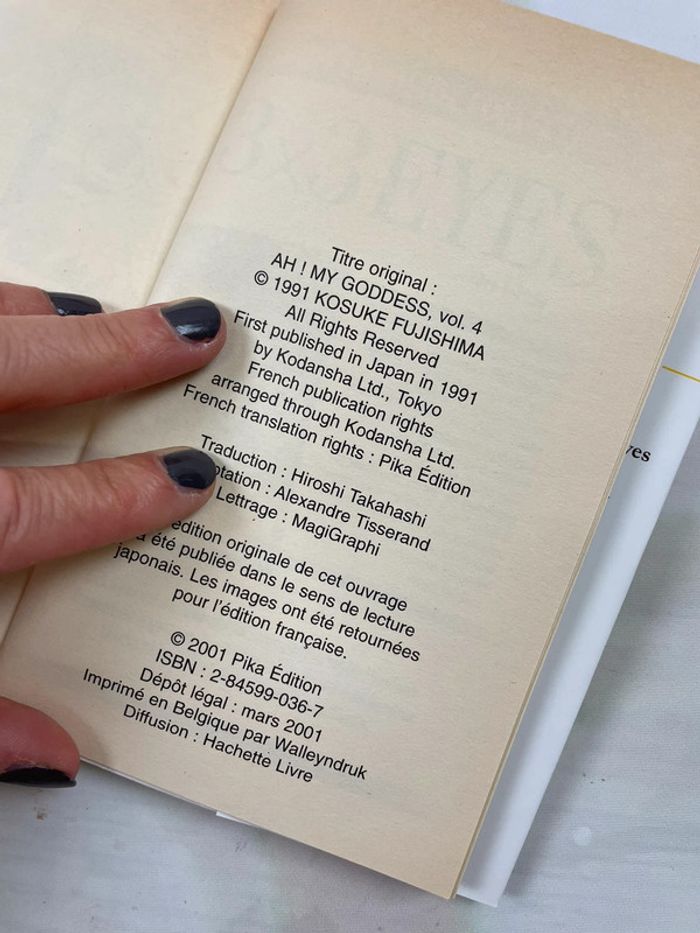 Titre original :
AH ! MY GODDESS, vol. 4
© 1991 KOSUKE FUJISHIMA
All Rights Reserved
First published in Japan in 1991
by Kodansha Ltd., Tokyo
French publication rights
arranged through Kodansha Ltd.
French translation rights : Pika Édition
Traduction : Hiroshi Takahashi
Alexandre Tisserand
Lettrage : MagiGraphi
édition originale de cet ouvrage
été publiée dans le sens de lecture
japonais. Les images ont été retournées
pour l'édition française.
© 2001 Pika Édition
ISBN : 2-84599-036-7
Dépôt légal : mars 2001
Imprimé en Belgique par Walleyndruk
Diffusion : Hachette Livre
EYES